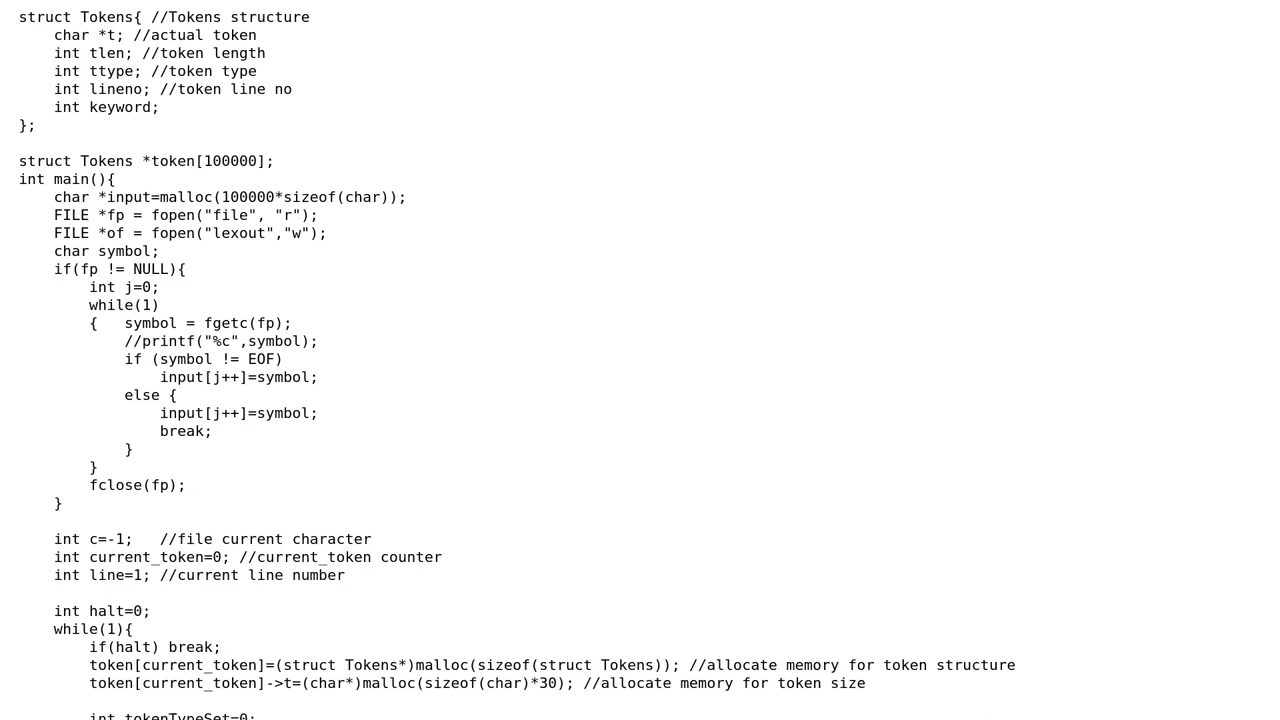 struct Tokens{ //Tokens structure
    char *t; //actual token
    int tlen; //token length
    int ttype; //token type
    int lineno; //token line no
    int keyword;
};

struct Tokens *token[100000];
int main(){
    char *input=malloc(100000*sizeof(char));
    FILE *fp = fopen("file", "r");
    FILE *of = fopen("lexout","w");
    char symbol;
    if(fp != NULL){
        int j=0;
        while(1)
        {   symbol = fgetc(fp);
            //printf("%c",symbol);
            if (symbol != EOF)
                input[j++]=symbol;
            else {
                input[j++]=symbol;
                break;
            }
        }
        fclose(fp);
    }

    int c=-1;   //file current character
    int current_token=0; //current_token counter
    int line=1; //current line number

    int halt=0;
    while(1){
        if(halt) break;
        token[current_token]=(struct Tokens*)malloc(sizeof(struct Tokens)); //allocate memory for token structure
        token[current_token]->t=(char*)malloc(sizeof(char)*30); //allocate memory for token size

        int tokenTypeSet=0;